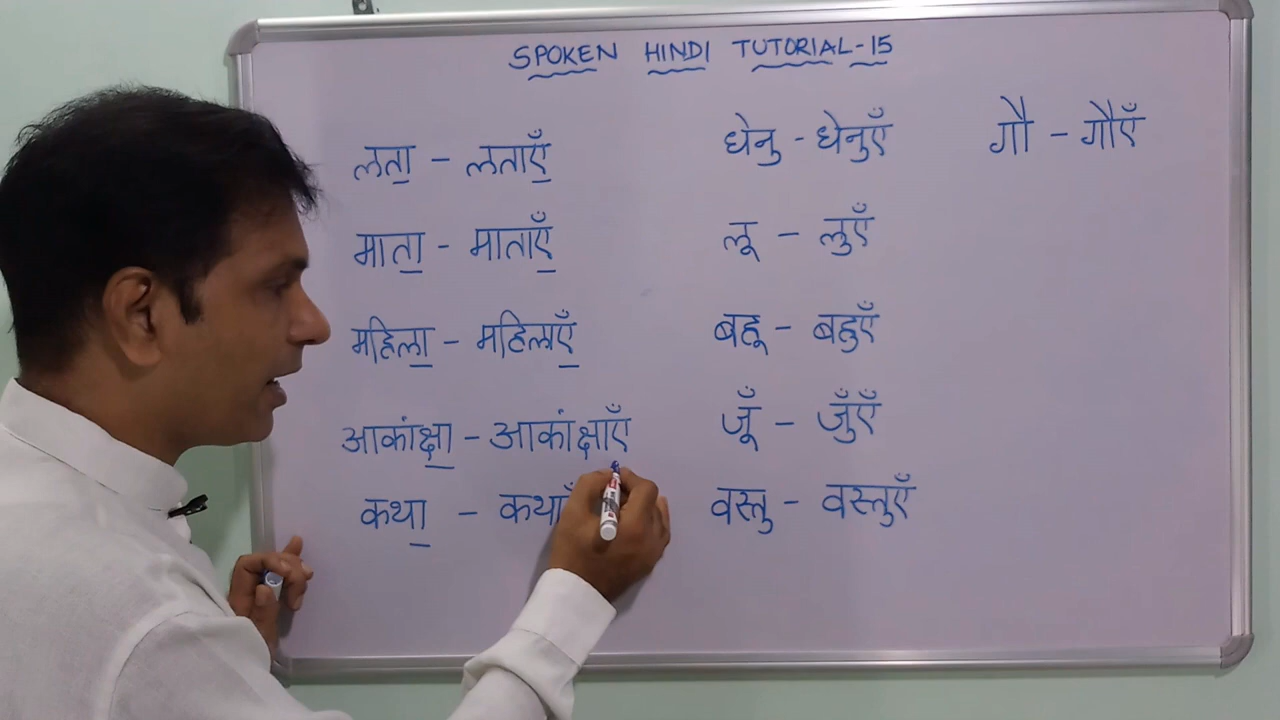 SPOKEN HINDI TUTORIAL-15
लता - लताएँ
माता - माताएँ
महिला - महिलाएँ
आकांक्षा - आकांक्षाएँ
कथा -
धेनु - धेनुएँ
लू - लुएँ
बहू - बहुएँ
जूँ - जुँएँ
वस्तु - वस्तुएँ
गौ - गौएँ